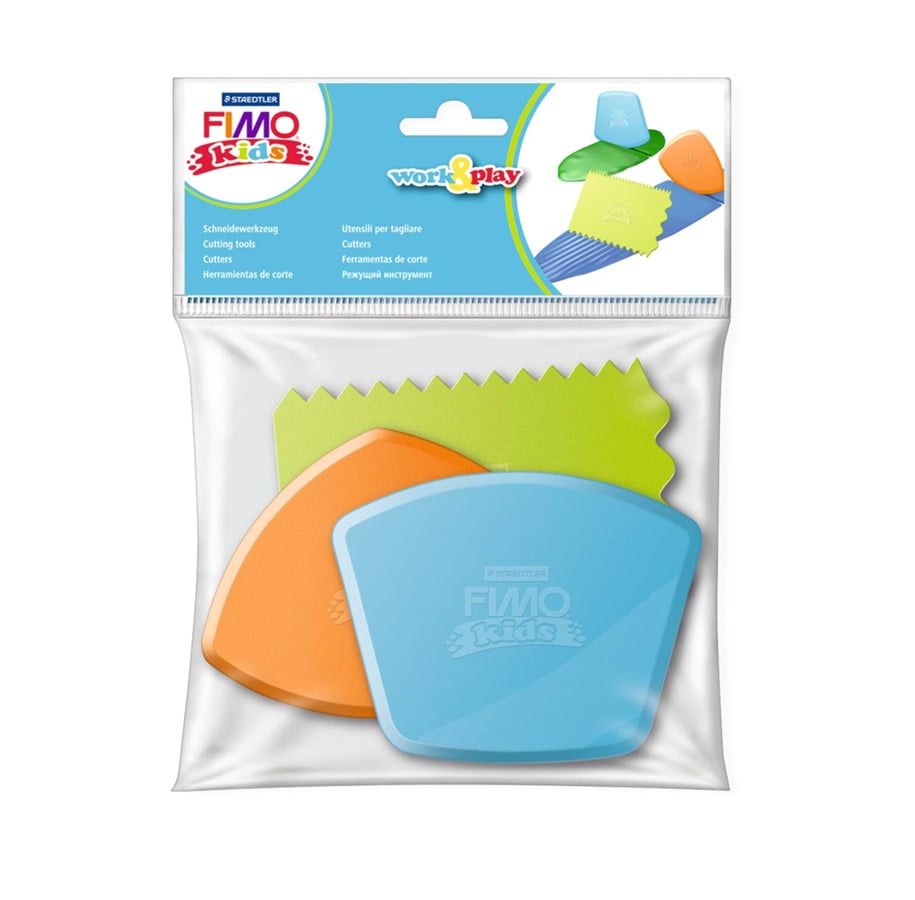 STAEDTLER
FIMO
kids
work&play
Schneidewerkzeug
Cutting tools
Cutters
Herramientas de corte
Utensili per tagliare
Cutters
Ferramentas de corte
Режущий инструмент
FIMO
STAEDTLER
FIMO
kids